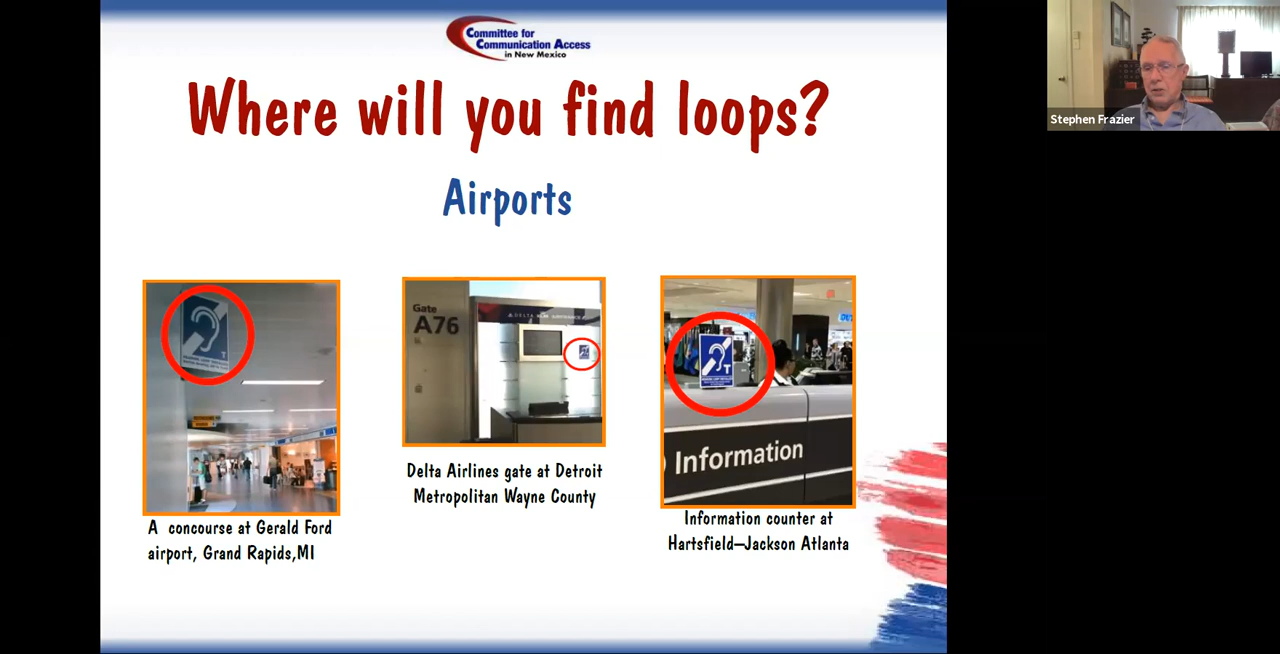 Committee for
Communication Access
in New Mexico
Stephen Frazier
Where will you find loops?
Airports
Gate
A76
DELTA
T
T
Information
A concourse at Gerald Ford
airport, Grand Rapids,MI
Delta Airlines gate at Detroit
Metropolitan Wayne County
Information counter at
Hartsfield—Jackson Atlanta